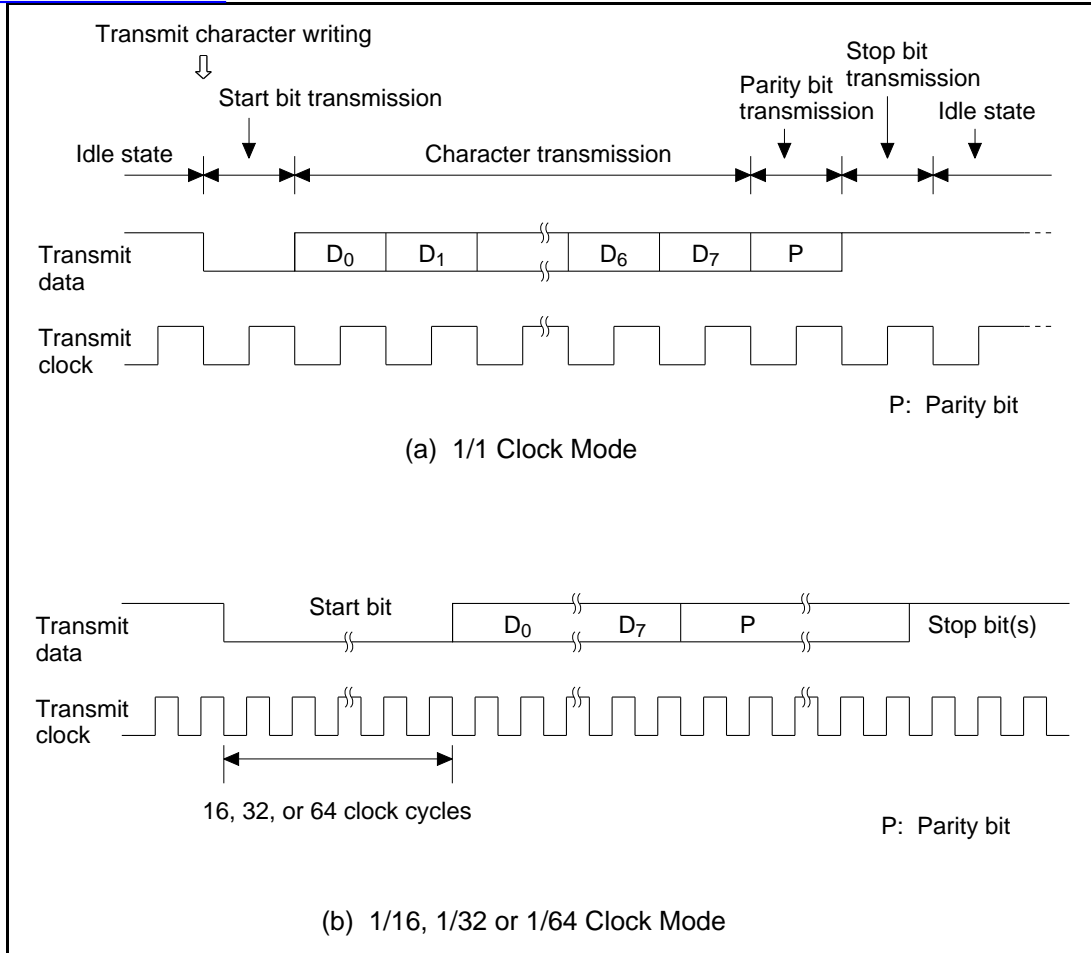 Transmit character writing
Start bit transmission
Stop bit
transmission
Parity bit
transmission
Idle state
Idle state
Character transmission
Transmit
data
D0
D1
D6
D7
P
Transmit
clock
P: Parity bit
(a) 1/1 Clock Mode
Transmit
data
Start bit
D0
D7
P
Stop bit(s)
Transmit
clock
16, 32, or 64 clock cycles
P: Parity bit
(b) 1/16, 1/32 or 1/64 Clock Mode